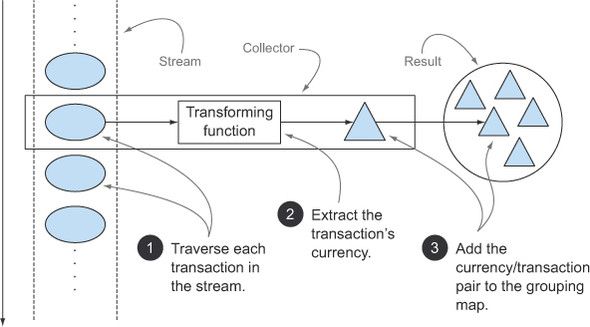 Stream
Collector
Result
Transforming
function
1
Traverse each
transaction in
the stream.
2
Extract the
transaction's
currency.
3
Add the
currency/transaction
pair to the grouping
map.